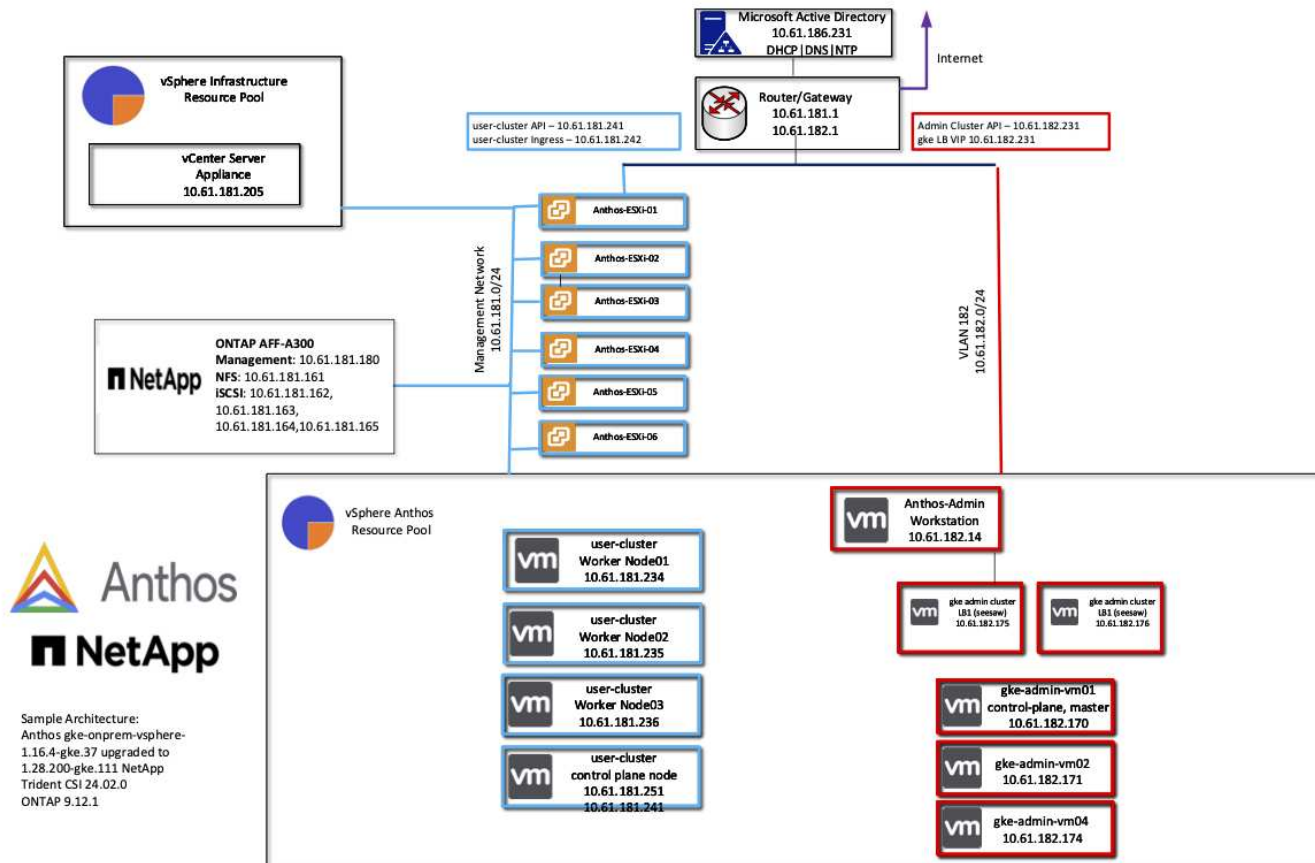 Microsoft Active Directory
10.61.186.231
DHCP|DNS|NTP
Internet
vSphere Infrastructure
Resource Pool
vCenter Server
Appliance
10.61.181.205
Router/Gateway
10.61.181.1
10.61.182.1
user-cluster API – 10.61.181.241
user-cluster Ingress – 10.61.181.242
Admin Cluster API – 10.61.182.231
gke LB VIP 10.61.182.231
Anthos-ESXi-01
Anthos-ESXi-02
Anthos-ESXi-03
Anthos-ESXi-04
Anthos-ESXi-05
Anthos-ESXi-06
Management Network
10.61.181.0/24
VLAN 182
10.61.182.0/24
NetApp
ONTAP AFF-A300
Management: 10.61.181.180
NFS: 10.61.181.161
iSCSI: 10.61.181.162,
10.61.181.163,
10.61.181.164,10.61.181.165
vSphere Anthos
Resource Pool
vm
user-cluster
Worker Node01
10.61.181.234
vm
user-cluster
Worker Node02
10.61.181.235
vm
user-cluster
Worker Node03
10.61.181.236
vm
user-cluster
control plane node
10.61.181.251
10.61.181.241
vm
Anthos-Admin
Workstation
10.61.182.14
vm
gke admin cluster
LB1 (seesaw)
10.61.182.175
vm
gke admin cluster
LB1 (seesaw)
10.61.182.176
vm
gke-admin-vm01
control-plane, master
10.61.182.170
vm
gke-admin-vm02
10.61.182.171
vm
gke-admin-vm04
10.61.182.174
Anthos
NetApp
Sample Architecture:
Anthos gke-onprem-vsphere-
1.16.4-gke.37 upgraded to
1.28.200-gke.111 NetApp
Trident CSI 24.02.0
ONTAP 9.12.1